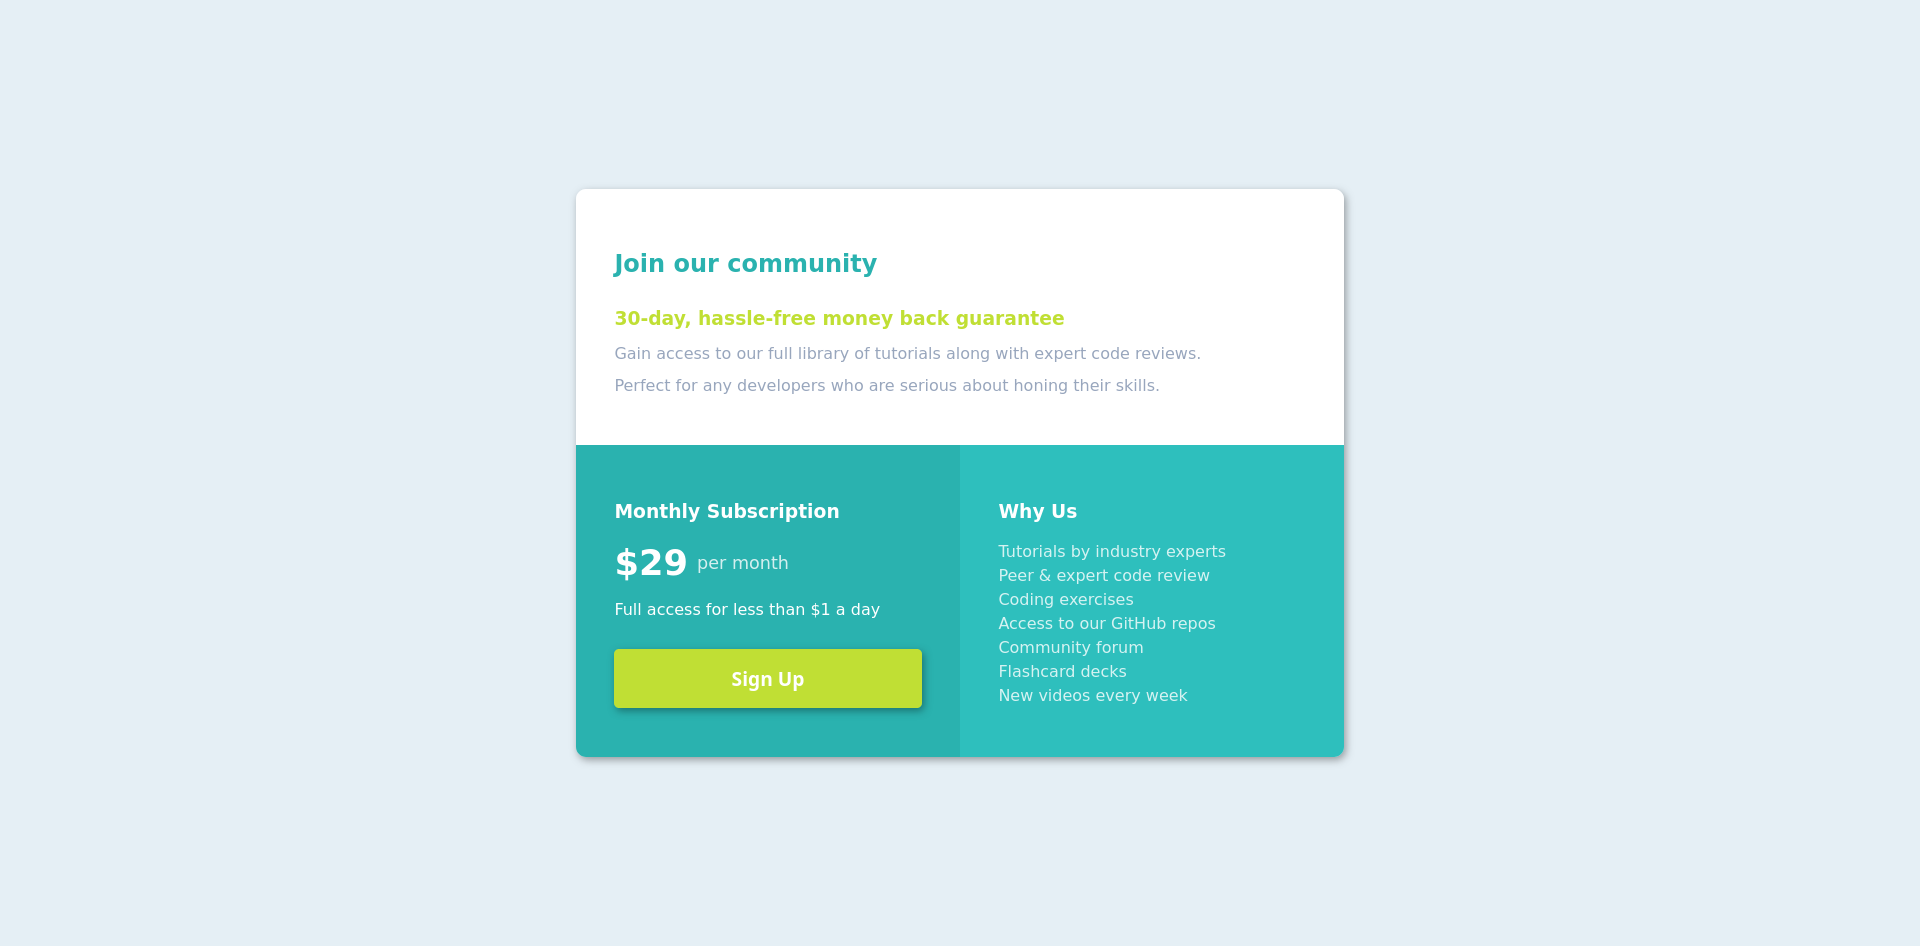 Join our community
30-day, hassle-free money back guarantee
Gain access to our full library of tutorials along with expert code reviews.
Perfect for any developers who are serious about honing their skills.
Monthly Subscription
$29 per month
Full access for less than $1 a day
Sign Up
Why Us
Tutorials by industry experts
Peer & expert code review
Coding exercises
Access to our GitHub repos
Community forum
Flashcard decks
New videos every week